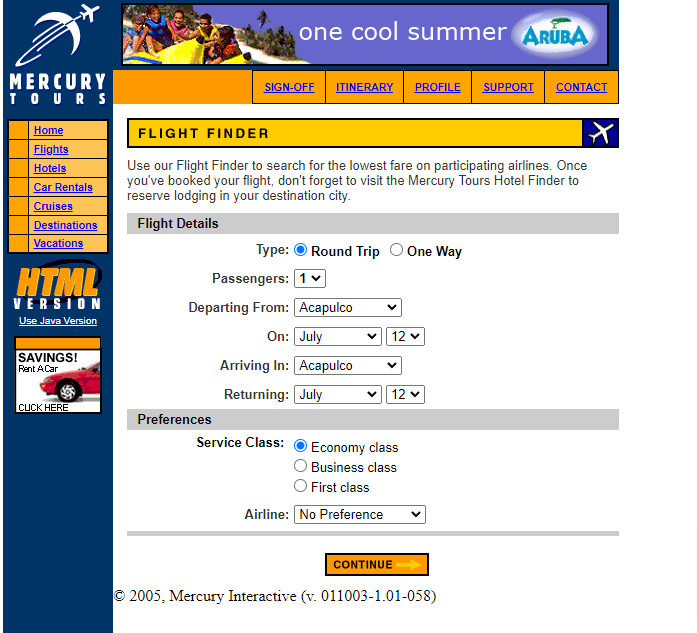 one cool summer ARUBA
MERCURY
TOURS
SIGN-OFF ITINERARY PROFILE SUPPORT CONTACT
Home
Flights
Hotels
Car Rentals
Cruises
Destinations
Vacations
HTML
VERSION
Use Java Version
SAVINGS!
Rent A Car
CLICK HERE
FLIGHT FINDER
Use our Flight Finder to search for the lowest fare on participating airlines. Once
you've booked your flight, don't forget to visit the Mercury Tours Hotel Finder to
reserve lodging in your destination city.
Flight Details
Type: Round Trip One Way
Passengers: 1
Departing From: Acapulco
On: July 12
Arriving In: Acapulco
Returning: July 12
Preferences
Service Class: Economy class
Business class
First class
Airline: No Preference
CONTINUE
© 2005, Mercury Interactive (v. 011003-1.01-058)